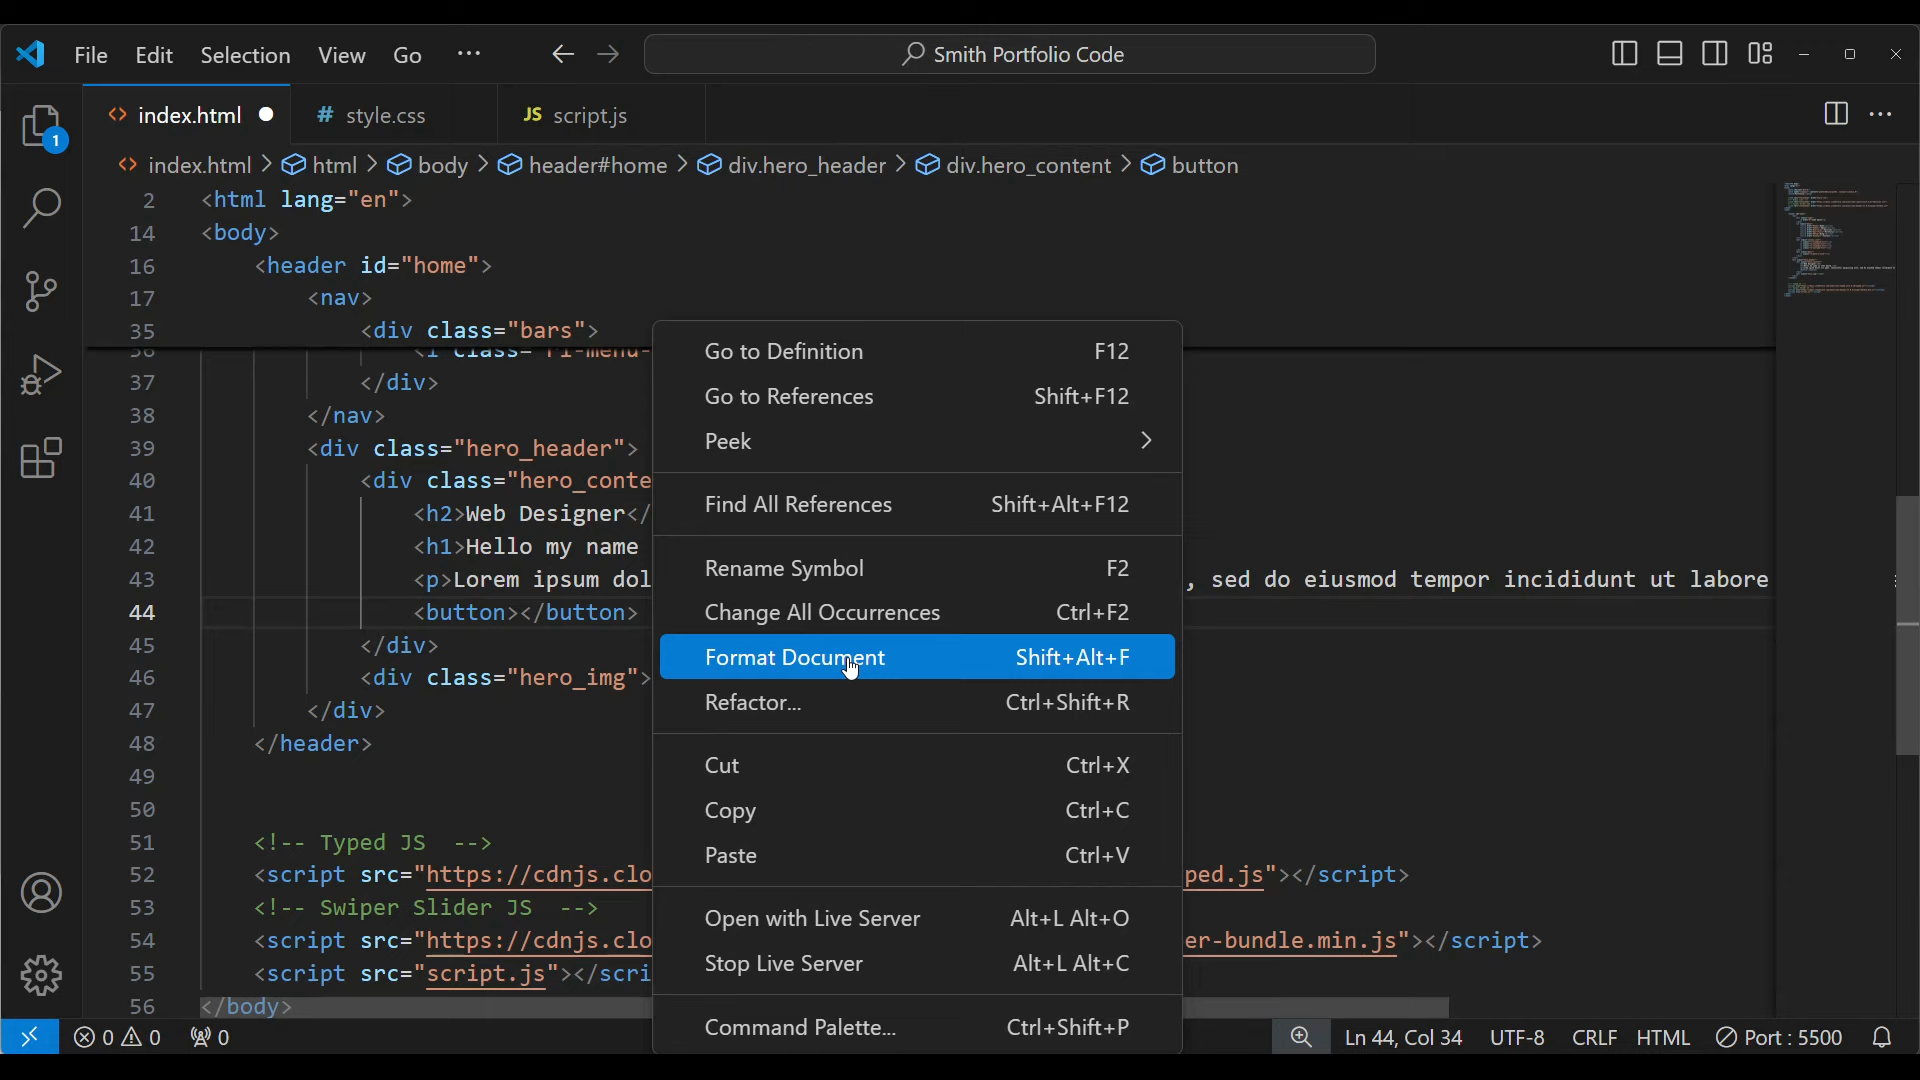 File Edit Selection View Go ··· Smith Portfolio Code
1
index.html style.css script.js
index.html > html > body > header#home > div.hero_header > div.hero_content > button
2 <html lang="en">
14 <body>
16 <header id="home">
17 <nav>
35 <div class="bars">
37 </div>
38 </nav>
39 <div class="hero_header">
40 <div class="hero_conte
41 <h2>Web Designer</
42 <h1>Hello my name
43 <p>Lorem ipsum dol , sed do eiusmod tempor incididunt ut labore
44 <button></button>
45 </div>
46 <div class="hero_img">
47 </div>
48 </header>
49
50
51 <!-- Typed JS -->
52 <script src="https://cdnjs.clo ped.js"></script>
53 <!-- Swiper Slider JS -->
54 <script src="https://cdnjs.clo er-bundle.min.js"></script>
55 <script src="script.js"></scri
56 </body>
Go to Definition F12
Go to References Shift+F12
Peek
Find All References Shift+Alt+F12
Rename Symbol F2
Change All Occurrences Ctrl+F2
Format Document Shift+Alt+F
Refactor... Ctrl+Shift+R
Cut Ctrl+X
Copy Ctrl+C
Paste Ctrl+V
Open with Live Server Alt+L Alt+O
Stop Live Server Alt+L Alt+C
Command Palette... Ctrl+Shift+P
0 0 0 Ln 44, Col 34 UTF-8 CRLF HTML Port : 5500